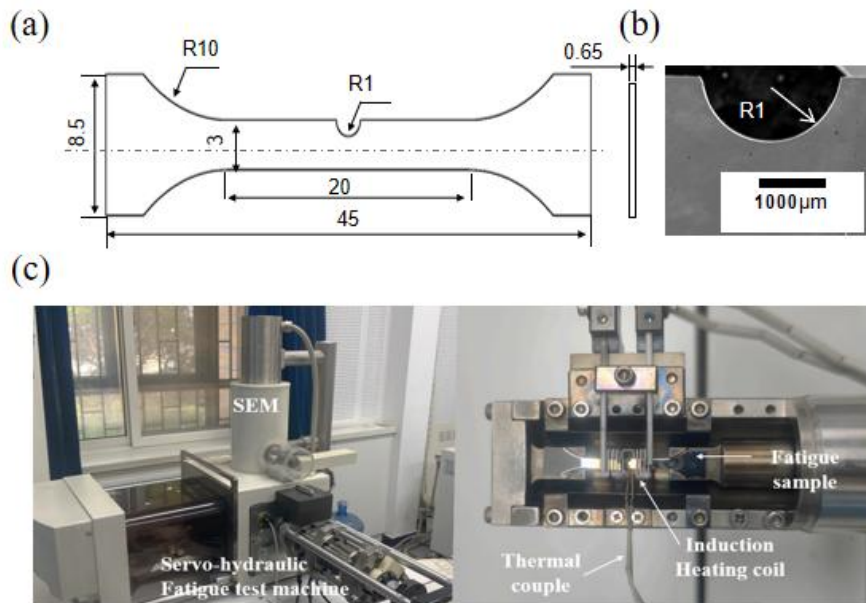 (a)
R10
R1
8.5
3
20
45
0.65
(b)
R1
1000µm
(c)
SEM
Servo-hydraulic
Fatigue test machine
Fatigue
sample
Thermal
couple
Induction
Heating coil